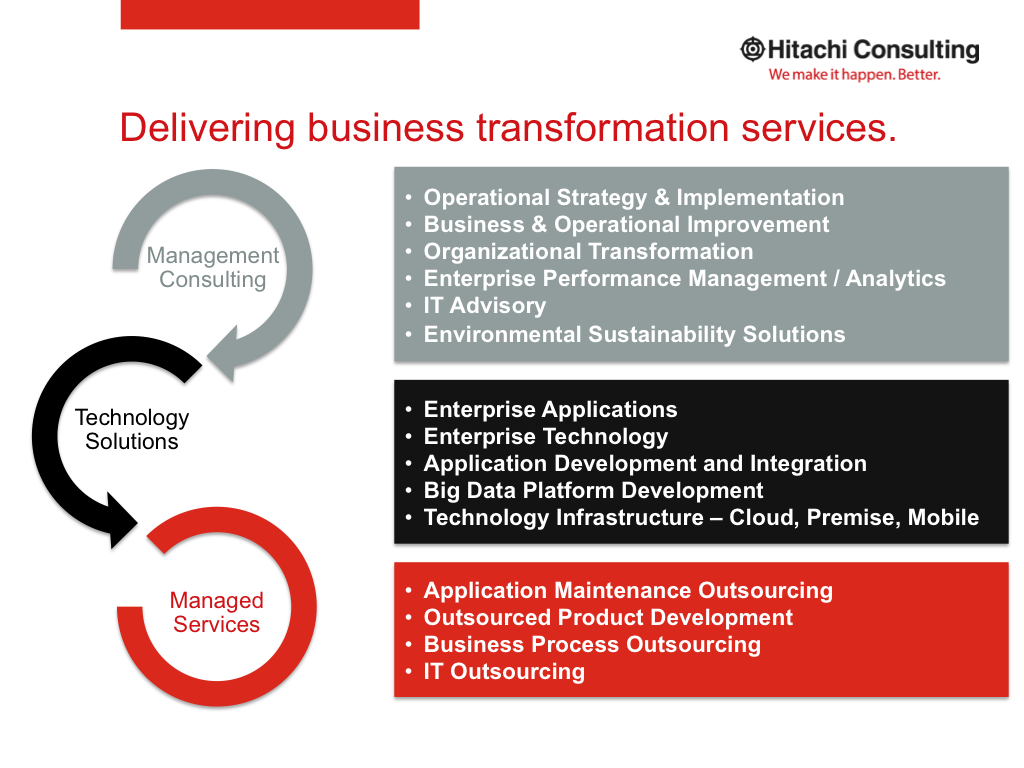 Hitachi Consulting
We make it happen. Better.
Delivering business transformation services.
Management
Consulting
• Operational Strategy & Implementation
• Business & Operational Improvement
• Organizational Transformation
• Enterprise Performance Management / Analytics
• IT Advisory
• Environmental Sustainability Solutions
Technology
Solutions
• Enterprise Applications
• Enterprise Technology
• Application Development and Integration
• Big Data Platform Development
• Technology Infrastructure – Cloud, Premise, Mobile
Managed
Services
• Application Maintenance Outsourcing
• Outsourced Product Development
• Business Process Outsourcing
• IT Outsourcing